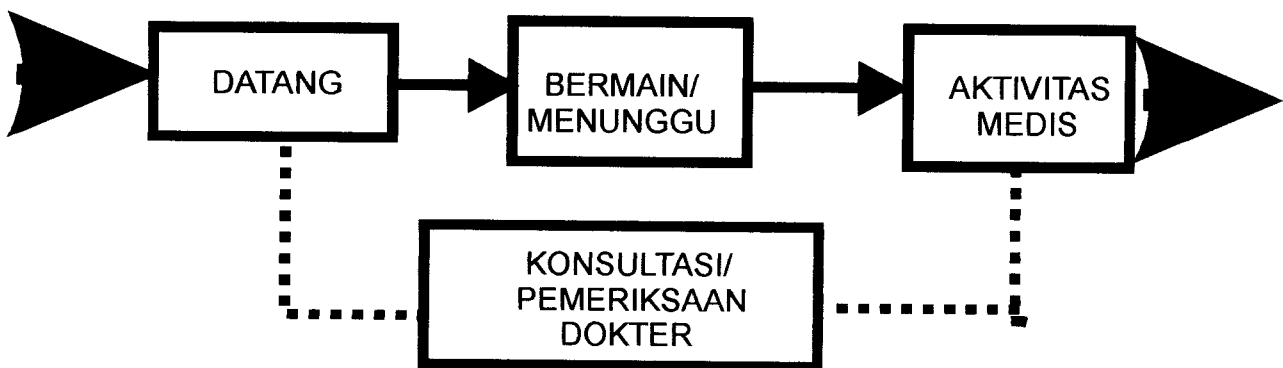 DATANG
BERMAIN/
MENUNGGU
AKTIVITAS
MEDIS
KONSULTASI/
PEMERIKSAAN
DOKTER